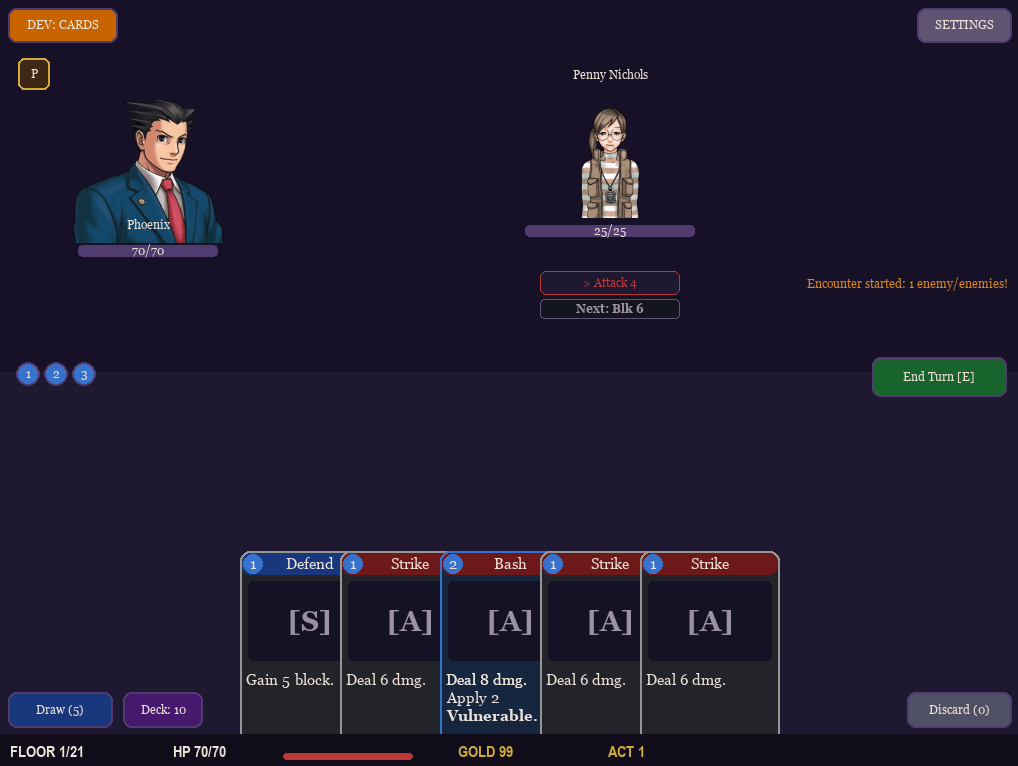 DEV: CARDS
SETTINGS
P
Penny Nichols
Phoenix
70/70
25/25
> Attack 4
Next: Blk 6
Encounter started: 1 enemy/enemies!
1 2 3
End Turn [E]
1 Defend
[S]
Gain 5 block.
1 Strike
[A]
Deal 6 dmg.
2 Bash
[A]
Deal 8 dmg.
Apply 2
Vulnerable.
1 Strike
[A]
Deal 6 dmg.
1 Strike
[A]
Deal 6 dmg.
Draw (5)
Deck: 10
Discard (0)
FLOOR 1/21
HP 70/70
GOLD 99
ACT 1